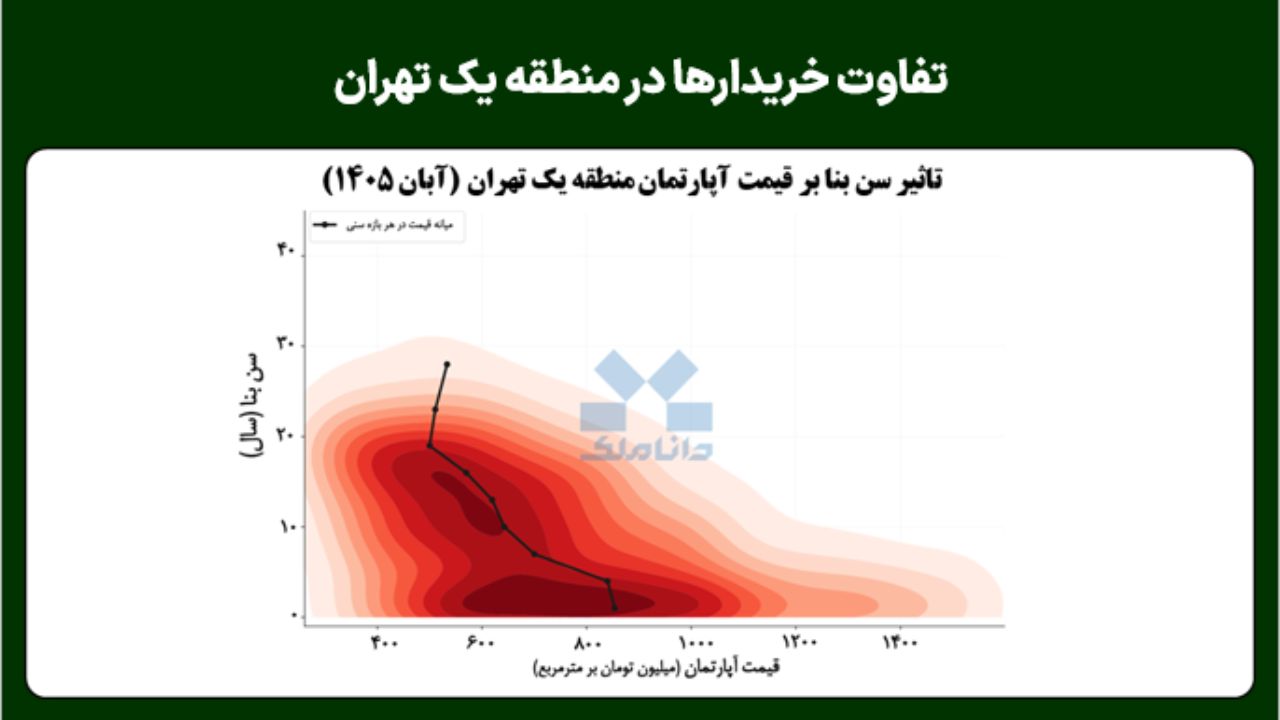 تفاوت خریدارها در منطقه یک تهران
تاثیر سن بنا بر قیمت آپارتمان منطقه یک تهران (آبان ۱۴۰۵)
میانه قیمت در هر بازه سنی
۴۰
۳۰
۲۰
۱۰
۰
سن بنا (سال)
داناملک
۴۰۰ ۶۰۰ ۸۰۰ ۱۰۰۰ ۱۲۰۰ ۱۴۰۰
قیمت آپارتمان (میلیون تومان بر مترمربع)